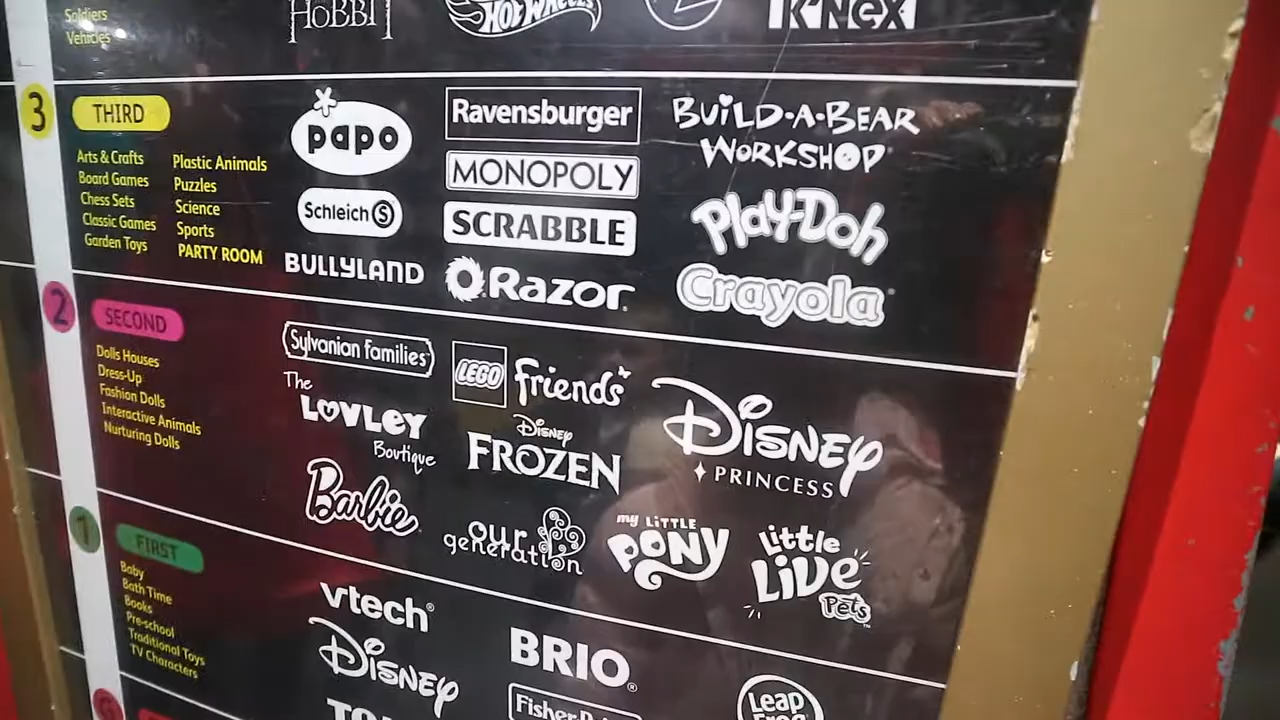 Soldiers
Vehicles
HOBBIT
HOT WHEELS
K'NEX
3
THIRD
Arts & Crafts
Board Games
Chess Sets
Classic Games
Garden Toys
Plastic Animals
Puzzles
Science
Sports
PARTY ROOM
papo
Schleich S
BULLYLAND
Ravensburger
MONOPOLY
SCRABBLE
Razor
BUILD-A-BEAR
WORKSHOP
PLAY-DOH
Crayola
2
SECOND
Dolls Houses
Dress-Up
Fashion Dolls
Interactive Animals
Nurturing Dolls
Sylvanian families
The
LOVLEY
Boutique
Barbie
LEGO friends
Disney
FROZEN
our
generation
DISNEY
PRINCESS
my LITTLE
PONY
Little
Live
Pets
1
FIRST
Baby
Bath Time
Books
Pre-school
Traditional Toys
TV Characters
vtech
DISNEY
BRIO
Leap